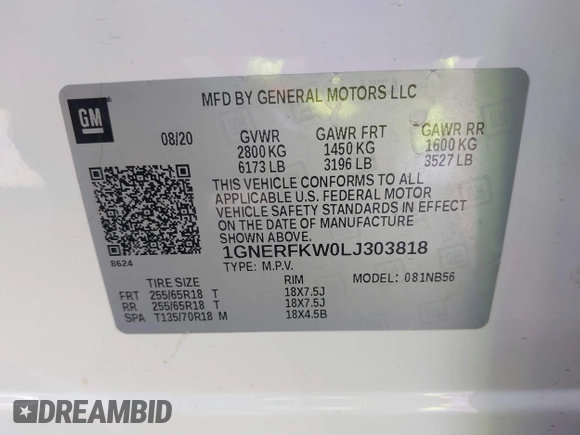 MFD BY GENERAL MOTORS LLC
GM
08/20 GVWR GAWR FRT GAWR RR
2800 KG 1450 KG 1600 KG
6173 LB 3196 LB 3527 LB
THIS VEHICLE CONFORMS TO ALL
APPLICABLE U.S. FEDERAL MOTOR
VEHICLE SAFETY STANDARDS IN EFFECT
ON THE DATE OF MANUFACTURE
SHOWN ABOVE.
1GNERFKW0LJ303818
8624
TYPE: M.P.V. MODEL: 081NB56
TIRE SIZE RIM
FRT 255/65R18 T 18X7.5J
RR 255/65R18 T 18X7.5J
SPA T135/70R18 M 18X4.5B
DREAMBID